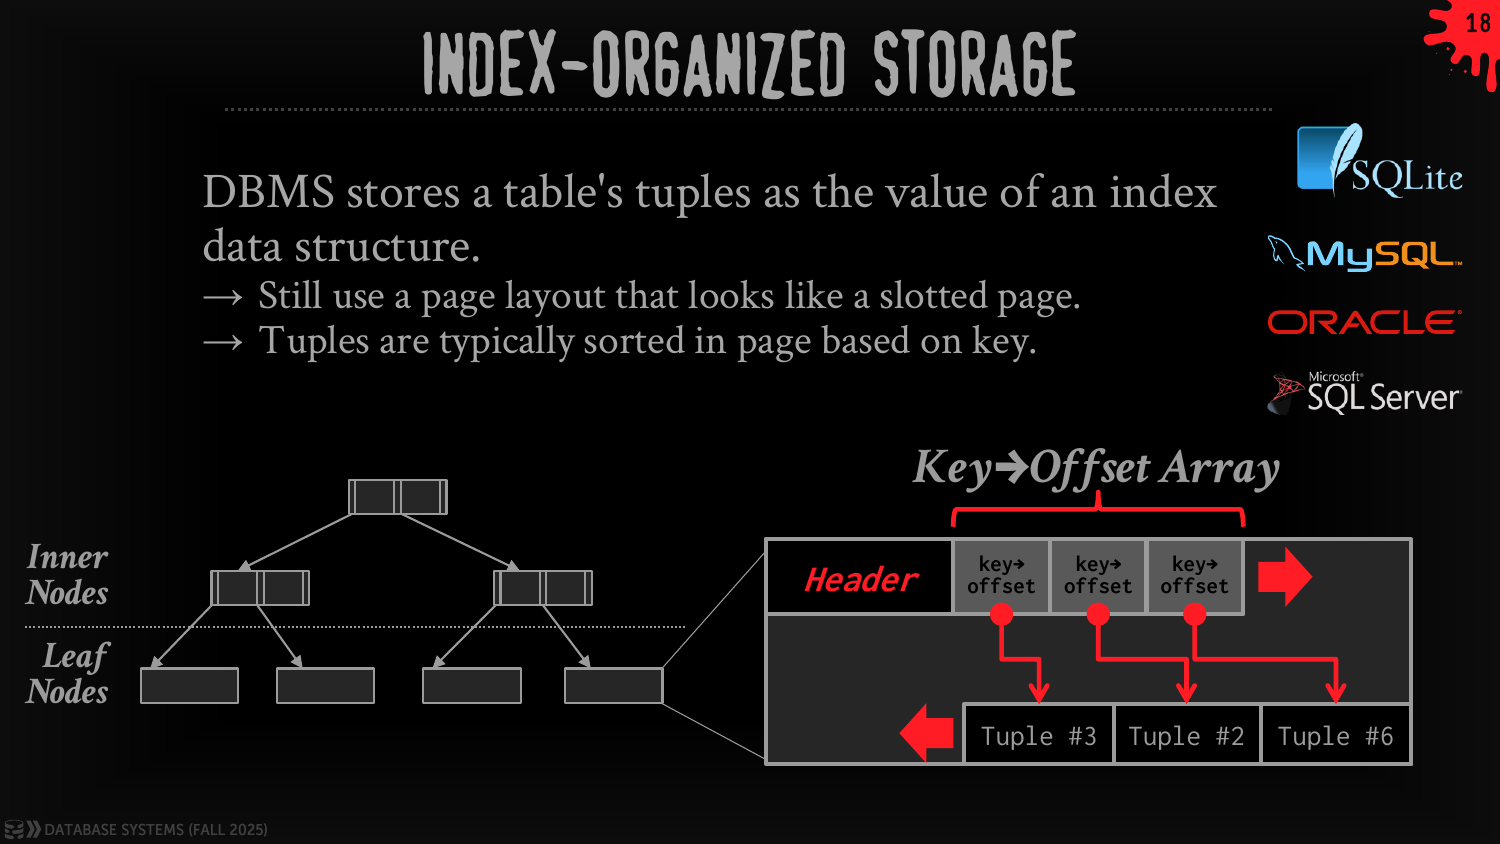 18
INDEX-ORGANIZED STORAGE
DBMS stores a table's tuples as the value of an index
data structure.
→ Still use a page layout that looks like a slotted page.
→ Tuples are typically sorted in page based on key.
SQLite
MySQL™
ORACLE®
Microsoft®
SQL Server®
Key→Offset Array
Inner
Nodes
Leaf
Nodes
Header
key→
offset
key→
offset
key→
offset
Tuple #3
Tuple #2
Tuple #6
DATABASE SYSTEMS (FALL 2025)